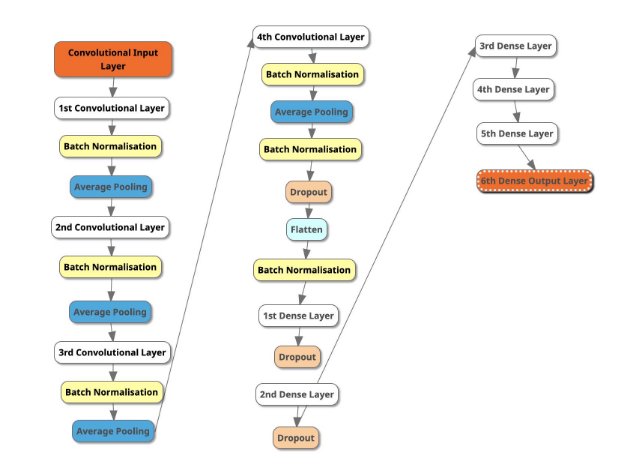 Convolutional Input
Layer
1st Convolutional Layer
Batch Normalisation
Average Pooling
2nd Convolutional Layer
Batch Normalisation
Average Pooling
3rd Convolutional Layer
Batch Normalisation
Average Pooling
4th Convolutional Layer
Batch Normalisation
Average Pooling
Batch Normalisation
Dropout
Flatten
Batch Normalisation
1st Dense Layer
Dropout
2nd Dense Layer
Dropout
3rd Dense Layer
4th Dense Layer
5th Dense Layer
6th Dense Output Layer